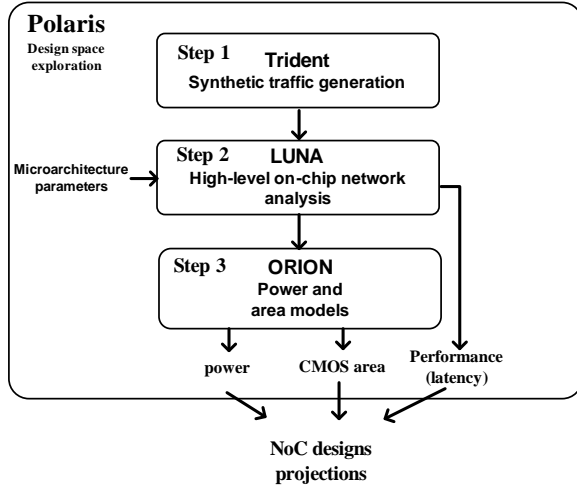 Polaris
Design space
exploration
Step 1
Trident
Synthetic traffic generation
Step 2
LUNA
High-level on-chip network
analysis
Microarchitecture
parameters
Step 3
ORION
Power and
area models
power
CMOS area
Performance
(latency)
NoC designs
projections